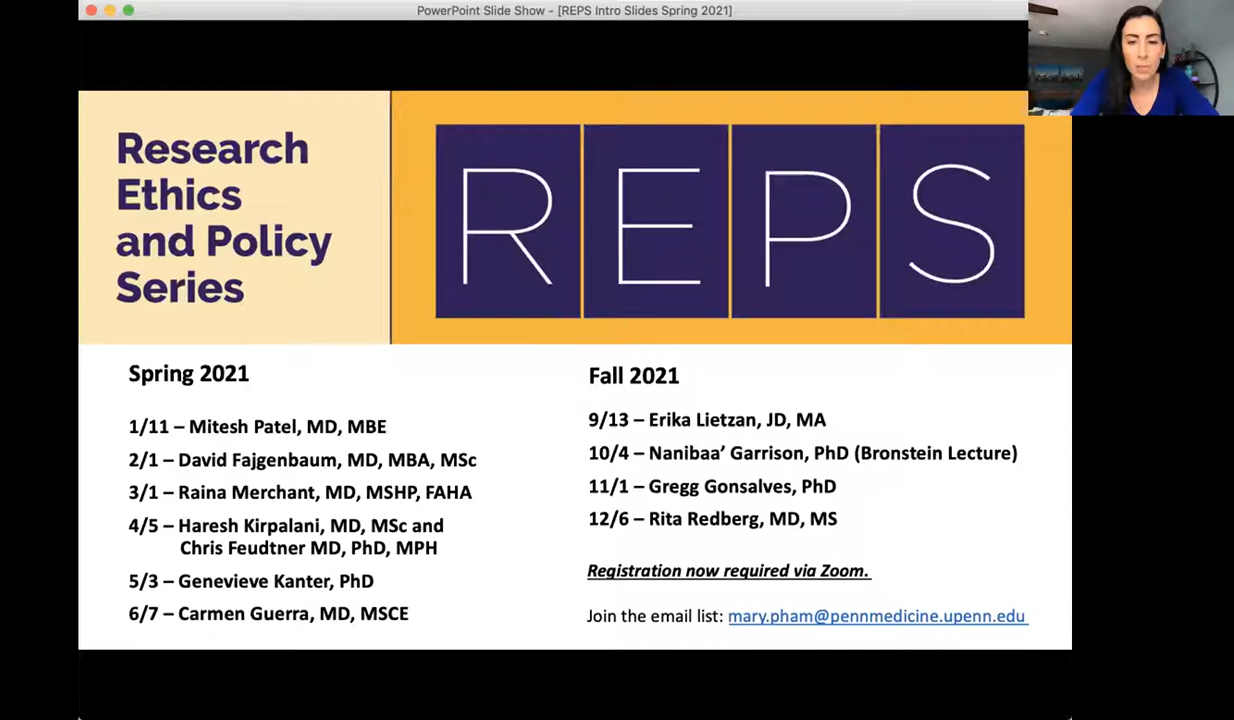 PowerPoint Slide Show - [REPS Intro Slides Spring 2021]
Research
Ethics
and Policy
Series
REPS
Spring 2021
1/11 – Mitesh Patel, MD, MBE
2/1 – David Fajgenbaum, MD, MBA, MSc
3/1 – Raina Merchant, MD, MSHP, FAHA
4/5 – Haresh Kirpalani, MD, MSc and
Chris Feudtner MD, PhD, MPH
5/3 – Genevieve Kanter, PhD
6/7 – Carmen Guerra, MD, MSCE
Fall 2021
9/13 – Erika Lietzan, JD, MA
10/4 – Nanibaa’ Garrison, PhD (Bronstein Lecture)
11/1 – Gregg Gonsalves, PhD
12/6 – Rita Redberg, MD, MS
Registration now required via Zoom.
Join the email list: mary.pham@pennmedicine.upenn.edu